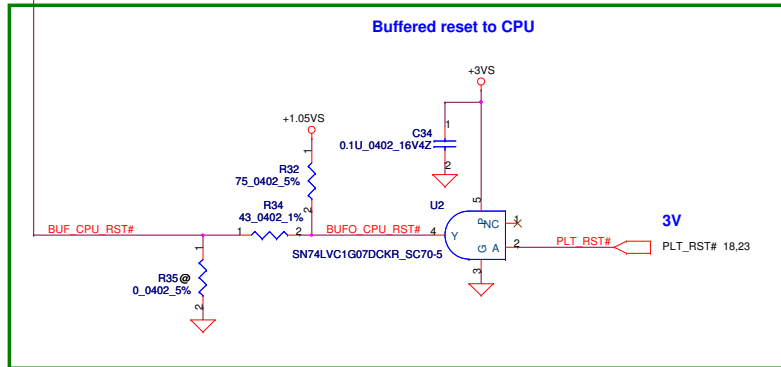 Buffered reset to CPU
+3VS
+1.05VS
1
C34
0.1U_0402_16V4Z
2
1
R32
75_0402_5%
2
R34
43_0402_1%
U2
5
P
NC
1
3V
BUF_CPU_RST#
1
2
BUFO_CPU_RST#
4
Y
G
A
2
PLT_RST#
PLT_RST# 18,23
SN74LVC1G07DCKR_SC70-5
3
1
R35@
0_0402_5%
2